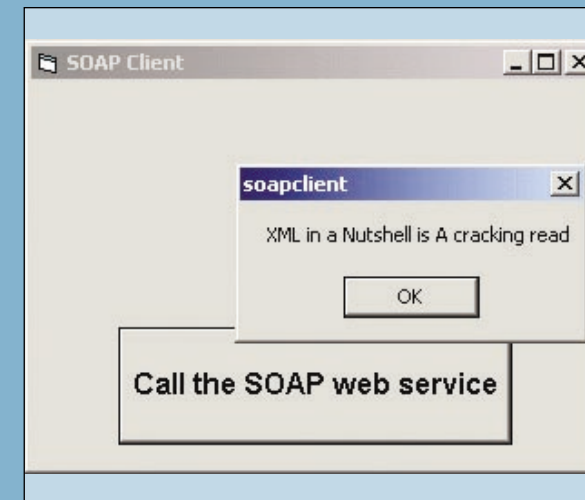 SOAP Client
soapclient
XML in a Nutshell is A cracking read
OK
Call the SOAP web service